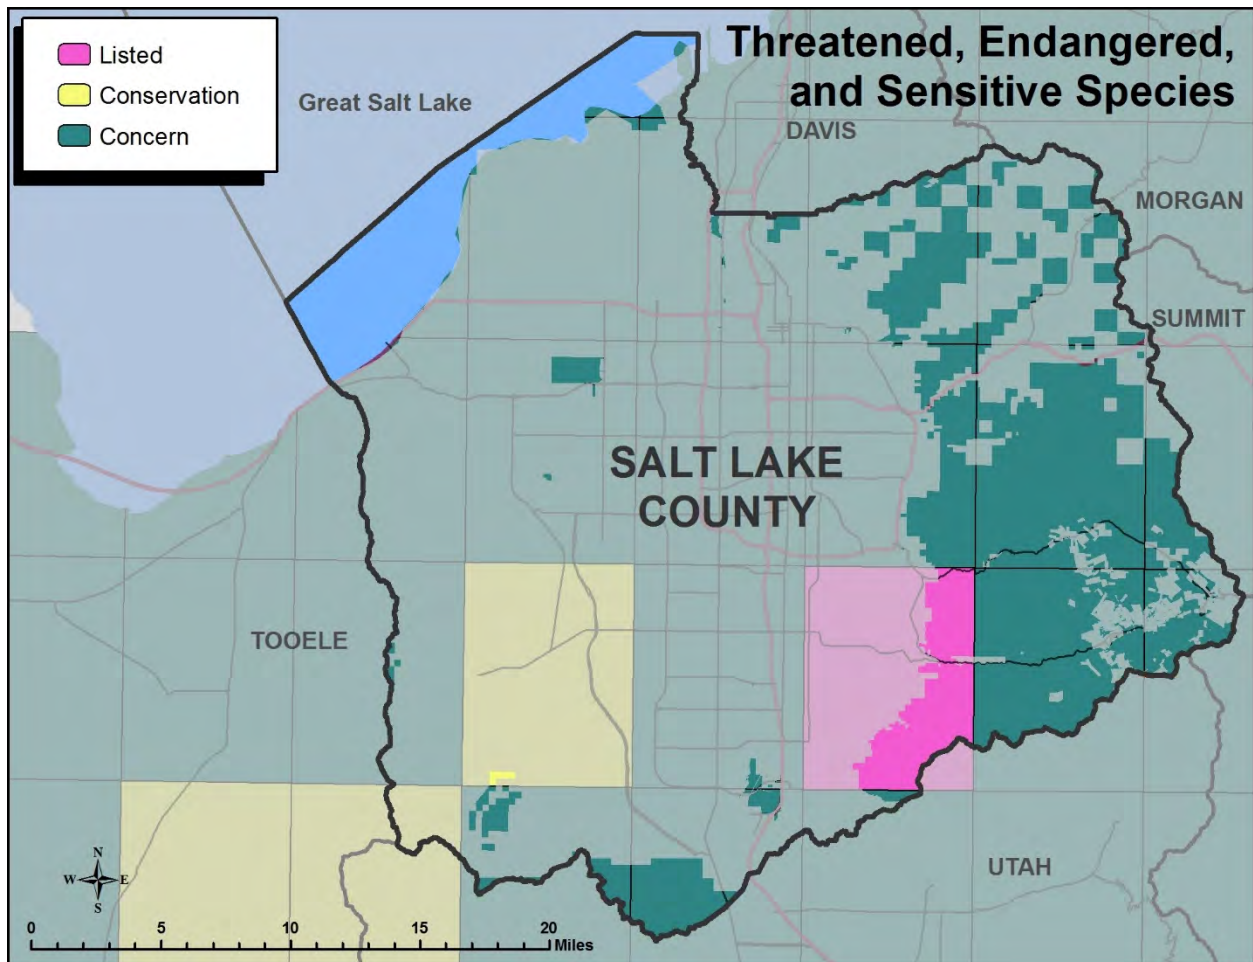 Threatened, Endangered,
and Sensitive Species
Listed
Conservation
Concern
Great Salt Lake
DAVIS
MORGAN
SUMMIT
SALT LAKE
COUNTY
TOOELE
UTAH
N
W E
S
0 5 10 15 20
Miles